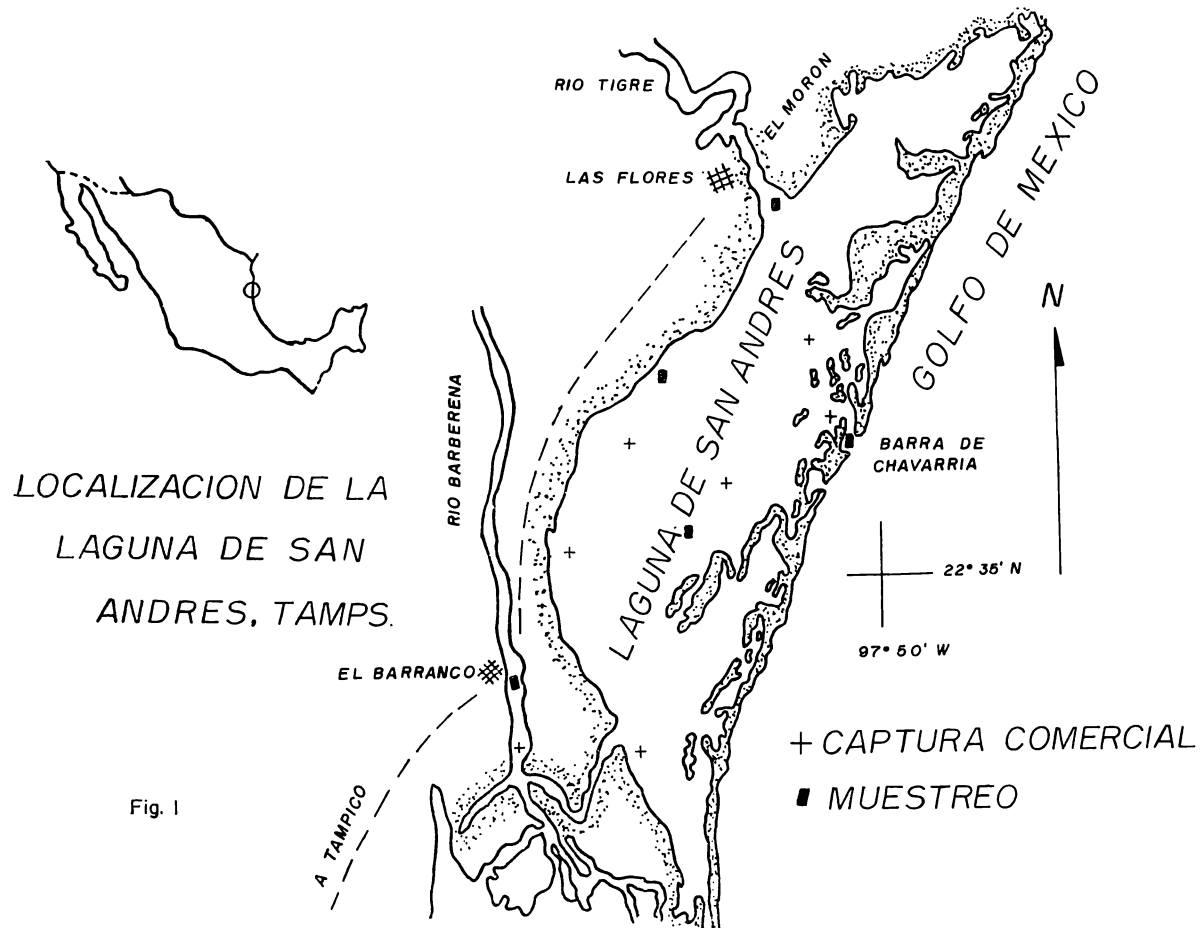 RIO TIGRE
EL MORON
LAS FLORES
GOLFO DE MEXICO
N
LAGUNA DE SAN ANDRES
RIO BARBERENA
BARRA DE
CHAVARRIA
LOCALIZACION DE LA
LAGUNA DE SAN
ANDRES, TAMPS.
22° 35' N
97° 50' W
EL BARRANCO
+ CAPTURA COMERCIAL
MUESTREO
A TAMPICO
Fig. 1